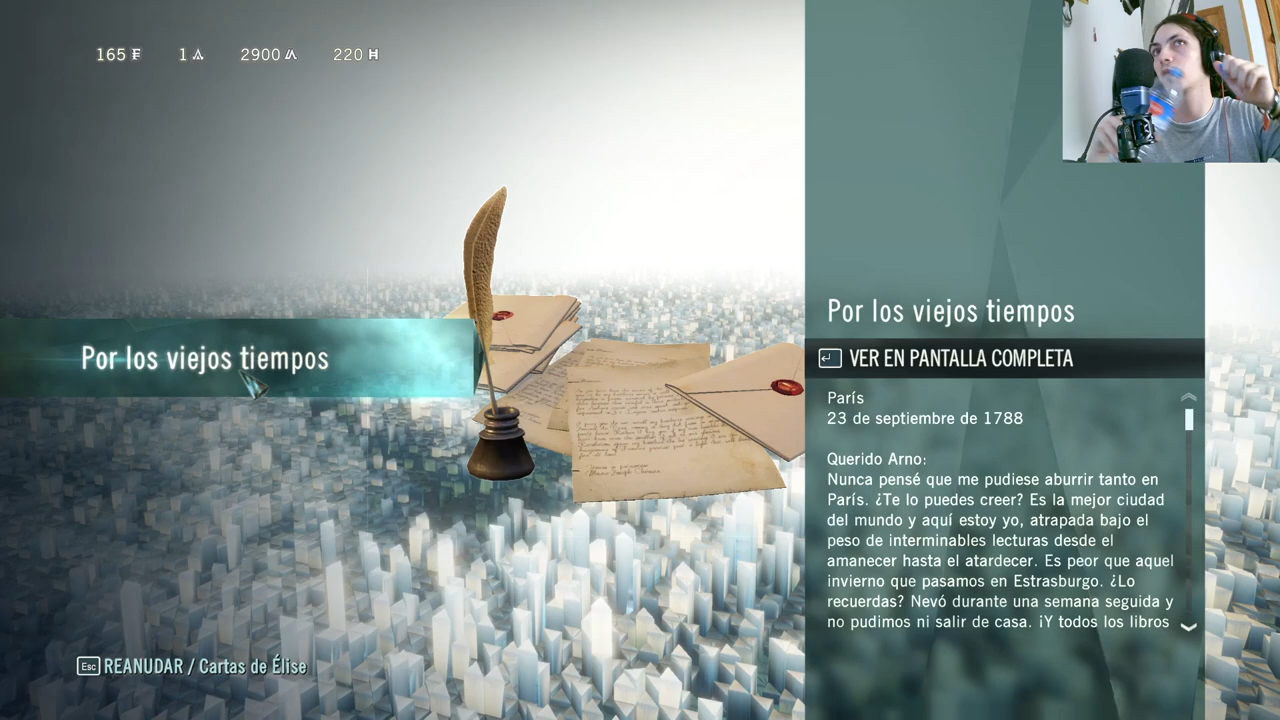 165 ₣ 1 2900 220 H
Por los viejos tiempos
Por los viejos tiempos
VER EN PANTALLA COMPLETA
París
23 de septiembre de 1788
Querido Arno:
Nunca pensé que me pudiese aburrir tanto en
París. ¿Te lo puedes creer? Es la mejor ciudad
del mundo y aquí estoy yo, atrapada bajo el
peso de interminables lecturas desde el
amanecer hasta el atardecer. Es peor que aquel
invierno que pasamos en Estrasburgo. ¿Lo
recuerdas? Nevó durante una semana seguida y
no pudimos ni salir de casa. ¡Y todos los libros
Esc REANUDAR / Cartas de Élise